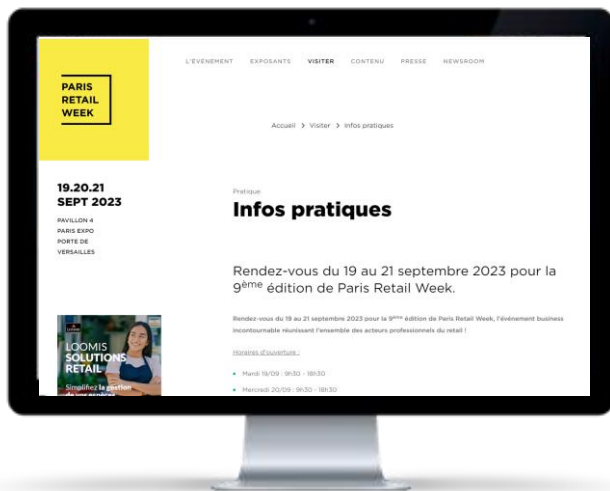 L'ÉVÉNEMENT EXPOSANTS VISITER CONTENU PRESSE NEWSROOM
PARIS
RETAIL
WEEK
Accueil > Visiter > Infos pratiques
19.20.21
SEPT 2023
PAVILLON 4
PARIS EXPO
PORTE DE
VERSAILLES
Pratique
Infos pratiques
Rendez-vous du 19 au 21 septembre 2023 pour la
9ème édition de Paris Retail Week.
Rendez-vous du 19 au 21 septembre 2023 pour la 9ème édition de Paris Retail Week, l'événement business
incontournable réunissant l'ensemble des acteurs professionnels du retail !
Horaires d'ouverture :
• Mardi 19/09 : 9h30 - 18h30
• Mercredi 20/09 : 9h30 - 18h30
LOOMIS
SOLUTIONS
RETAIL
Simplifiez la gestion
de vos espèces